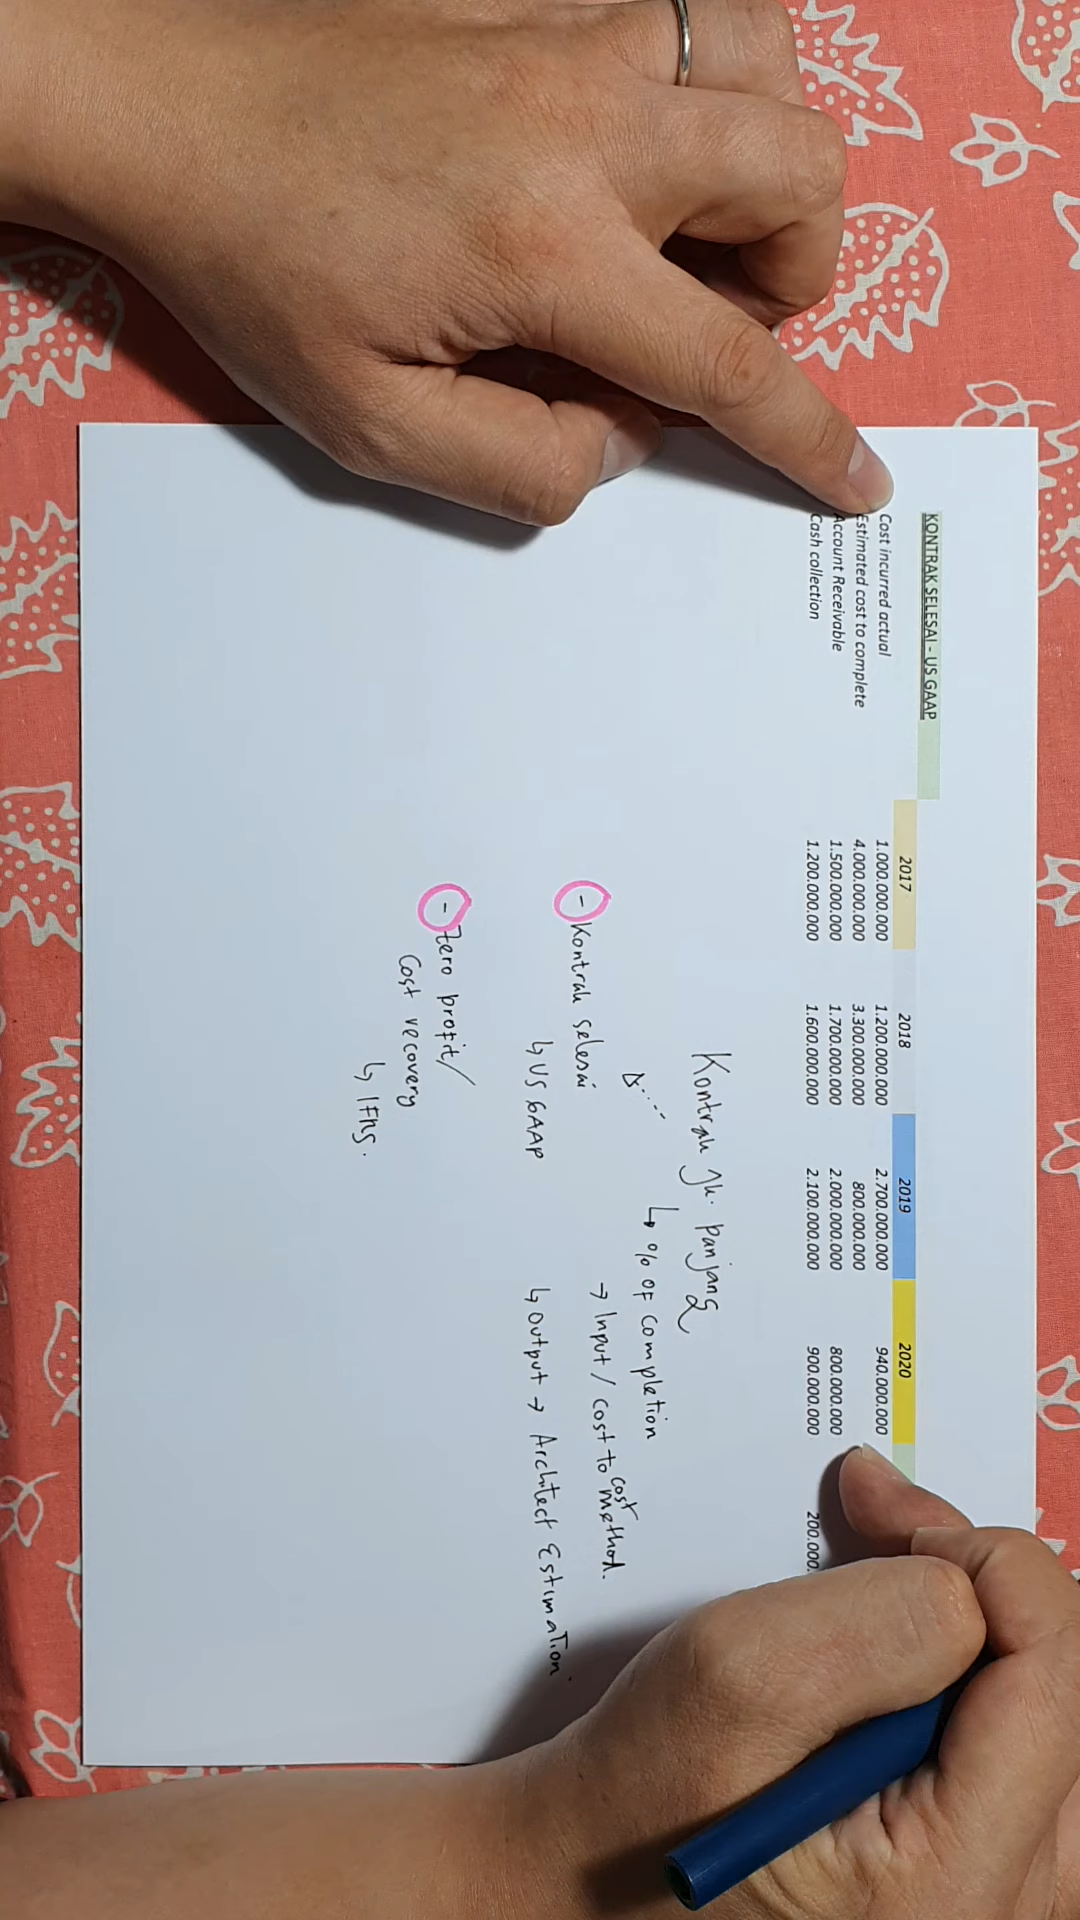 KONTRAK SELESAI - US GAAP
2017 2018 2019 2020
Cost incurred actual 1.000.000.000 1.200.000.000 2.700.000.000 940.000.000
Estimated cost to complete 4.000.000.000 3.300.000.000 800.000.000
Account Receivable 1.500.000.000 1.700.000.000 2.000.000.000 800.000.000
Cash collection 1.200.000.000 1.600.000.000 2.100.000.000 900.000.000 200.000.
Kontrak Jk. panjang
↳ % OF completion
→ Input / cost to cost method.
↳ Output → Architect Estimation
- Kontrak selesai
↳ US GAAP
- Zero profit/
Cost recovery
↳ IFRS.